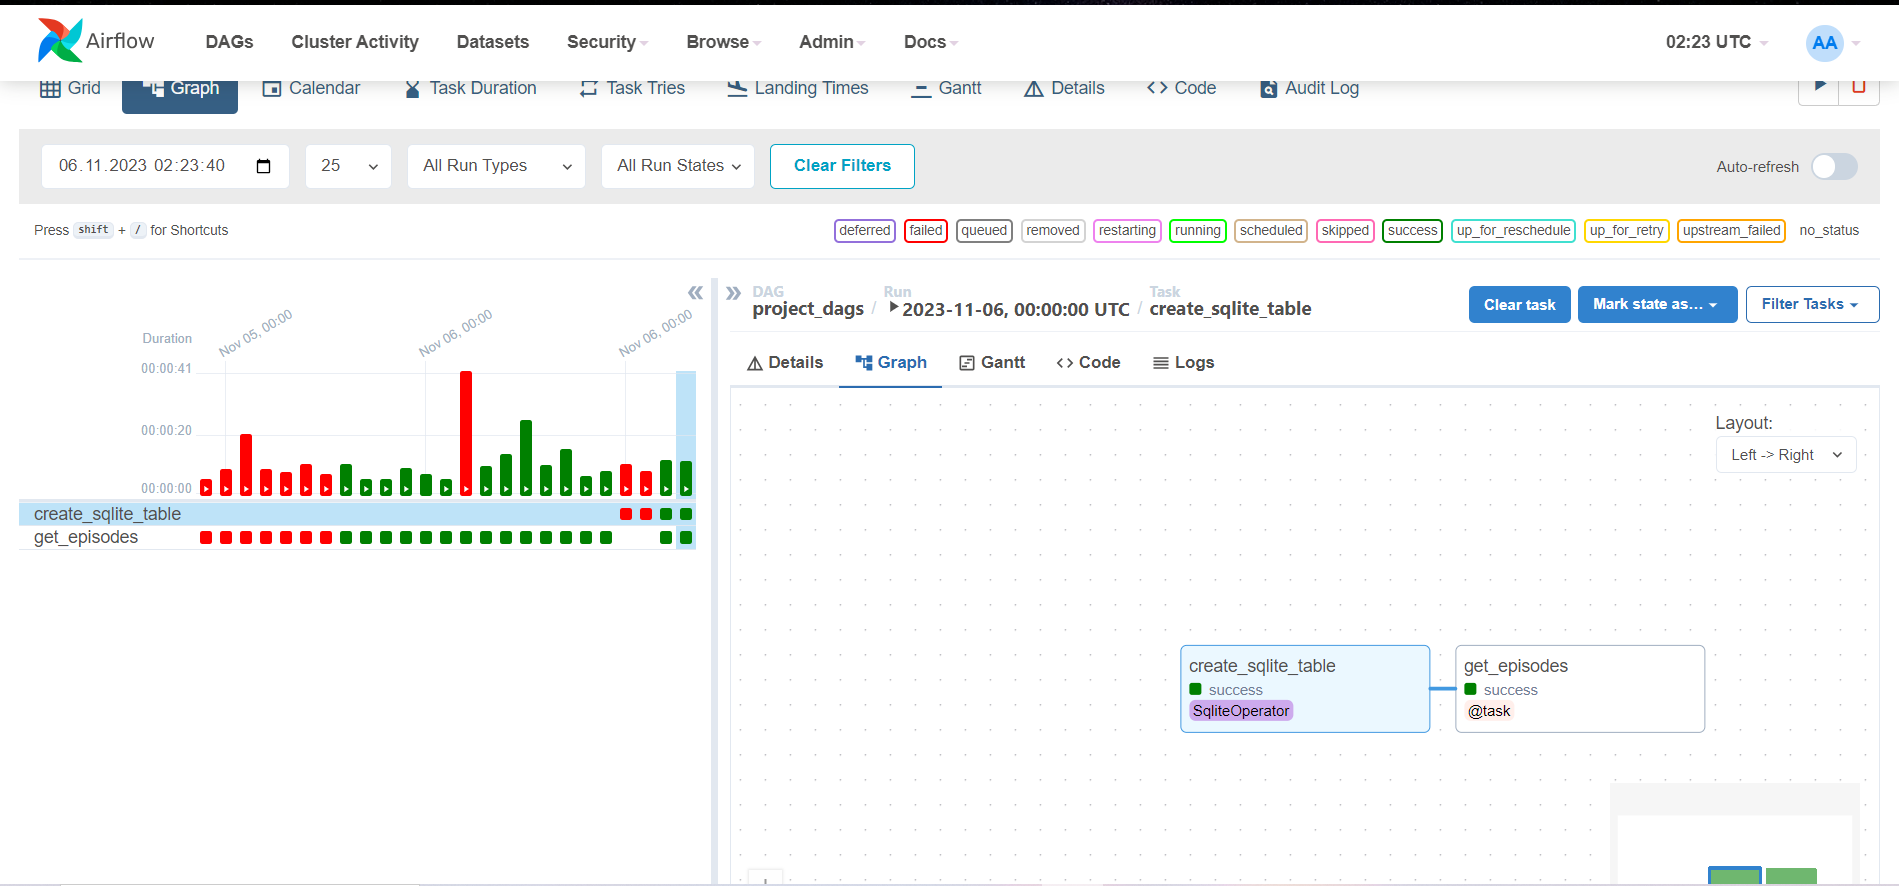 Airflow DAGs Cluster Activity Datasets Security Browse Admin Docs 02:23 UTC AA
Grid Graph Calendar Task Duration Task Tries Landing Times Gantt Details <> Code Audit Log
06.11.2023 02:23:40 25 All Run Types All Run States Clear Filters Auto-refresh
Press shift + / for Shortcuts deferred failed queued removed restarting running scheduled skipped success up_for_reschedule up_for_retry upstream_failed no_status
DAG Run Task
project_dags / 2023-11-06, 00:00:00 UTC / create_sqlite_table Clear task Mark state as... Filter Tasks
Duration Nov 05, 00:00 Nov 06, 00:00 Nov 06, 00:00
00:00:41
00:00:20
00:00:00
create_sqlite_table
get_episodes
Details Graph Gantt <> Code Logs
Layout:
Left -> Right
create_sqlite_table
success
SqliteOperator
get_episodes
success
@task